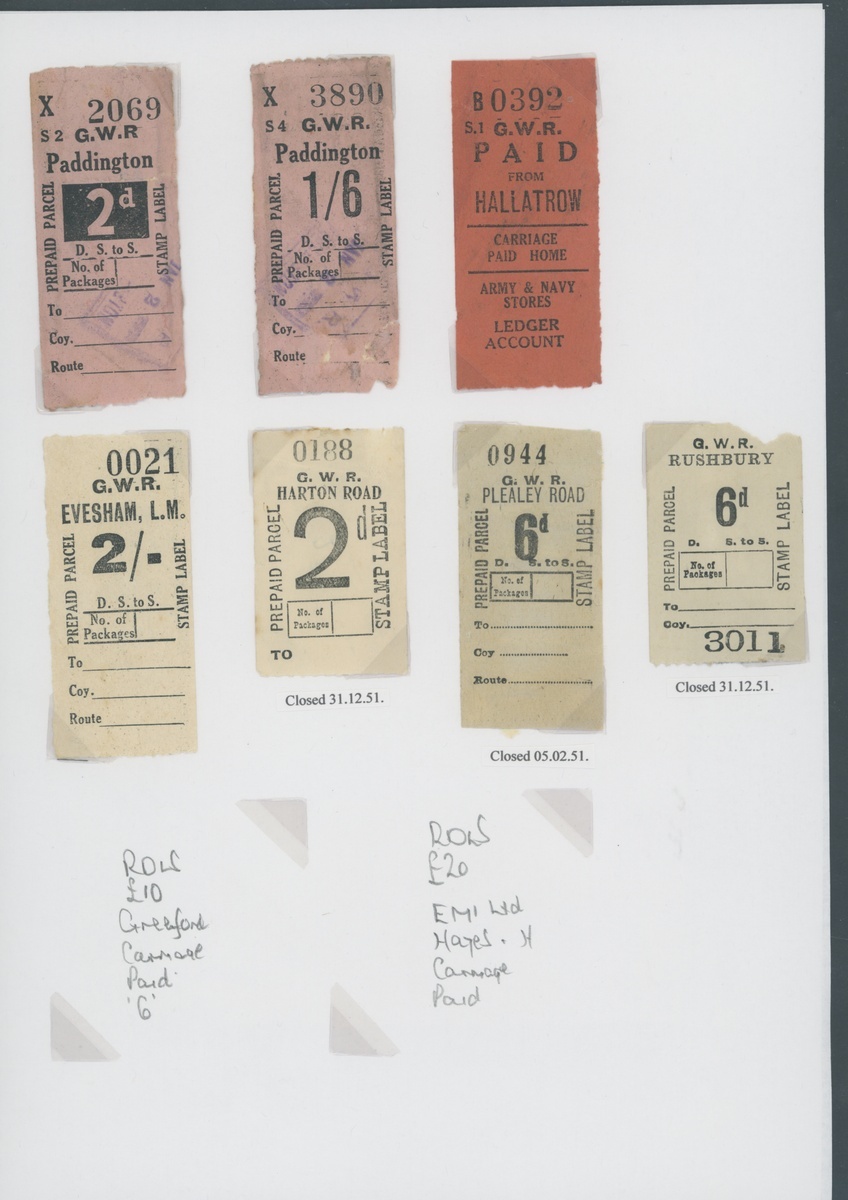 X 2069
S 2 G.W.R
Paddington
PREPAID PARCEL
2d
STAMP LABEL
D. S. to S.
No. of
Packages
To
Coy.
Route
X 3890
S 4 G.W.R.
Paddington
PREPAID PARCEL
1/6
STAMP LABEL
D. S. to S.
No. of
Packages
To
Coy.
Route
B 0392
S.1 G.W.R.
PAID
FROM
HALLATROW
CARRIAGE
PAID HOME
ARMY & NAVY
STORES
LEDGER
ACCOUNT
0021
G.W.R.
EVESHAM, L.M.
PREPAID PARCEL
2/-
STAMP LABEL
D. S. to S.
No. of
Packages
To
Coy.
Route
0188
G. W. R.
HARTON ROAD
PREPAID PARCEL
2d
STAMP LABEL
No. of
Packages
TO
Closed 31.12.51.
0944
G. W. R.
PLEALEY ROAD
PREPAID PARCEL
6d
STAMP LABEL
D. S. to S.
No. of
Packages
To
Coy
Route
Closed 05.02.51.
G. W. R.
RUSHBURY
PREPAID PARCEL
6d
STAMP LABEL
D. S. to S.
No. of
Packages
To
Coy.
3011
Closed 31.12.51.
ROW
£10
Greenford
Carriage
Paid
'6'
ROW
£20
EMI Ltd
Hayes - H
Carriage
Paid